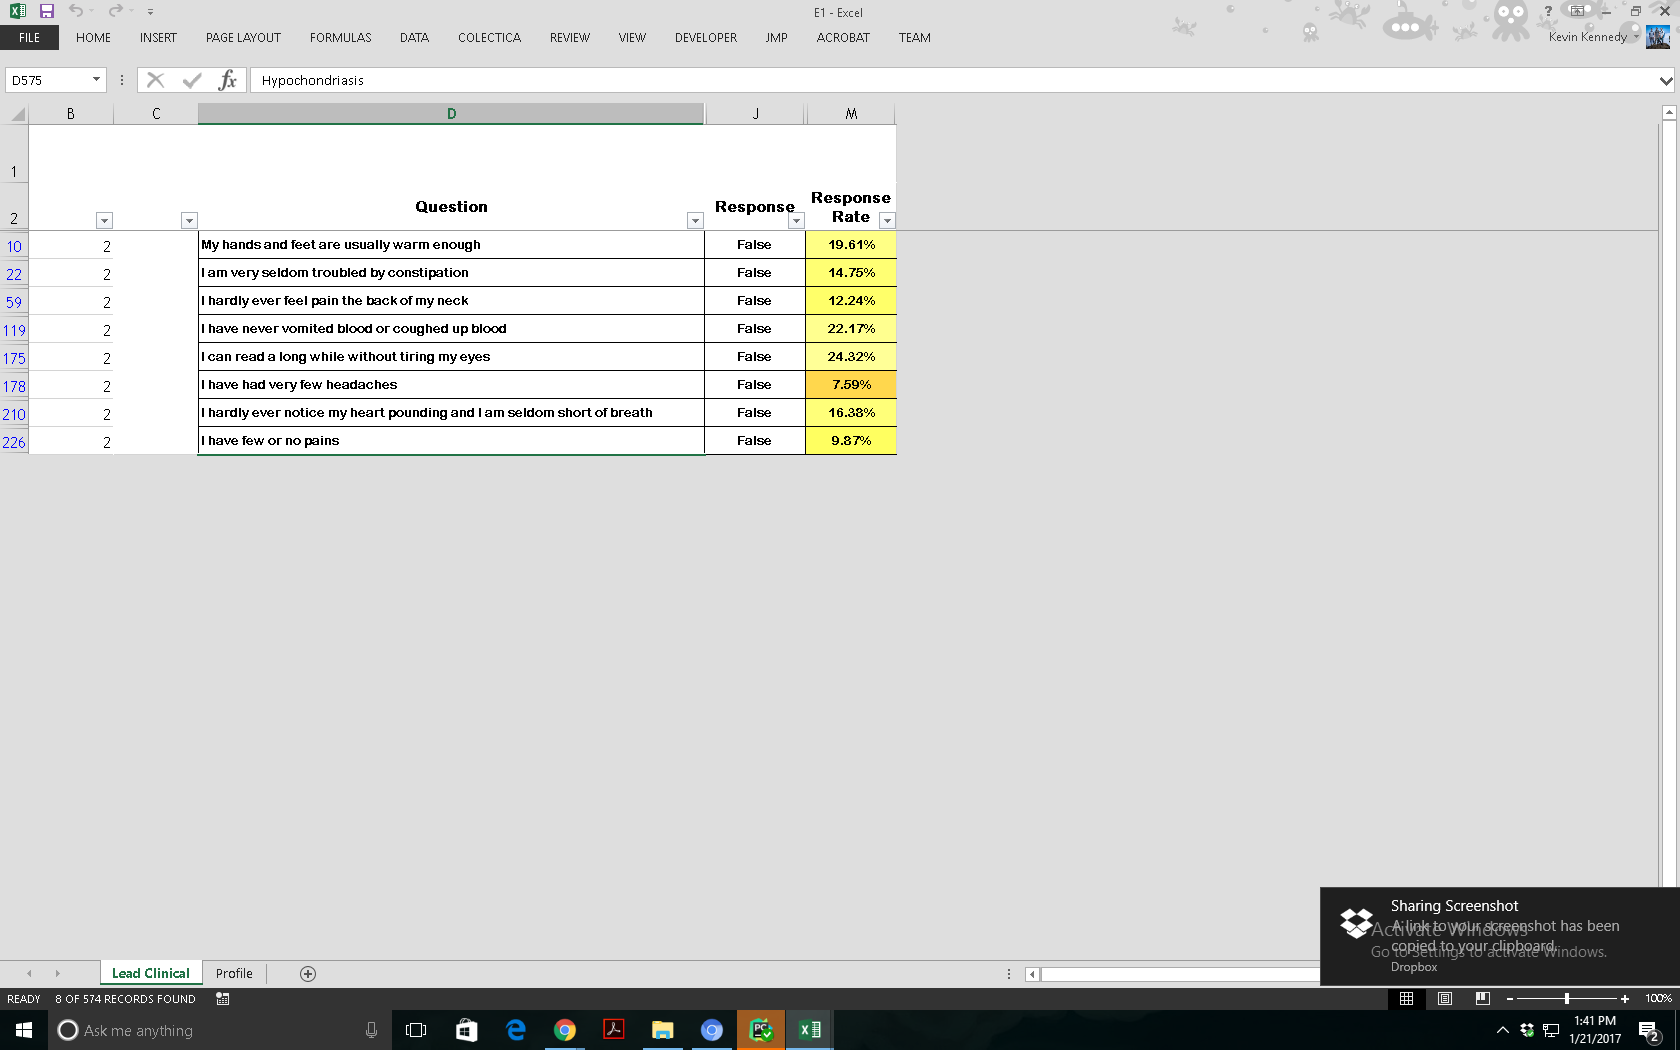 E1 - Excel
?
FILE HOME INSERT PAGE LAYOUT FORMULAS DATA COLECTICA REVIEW VIEW DEVELOPER JMP ACROBAT TEAM Kevin Kennedy
D575 fx Hypochondriasis
B C D J M
1
2 Question Response Response Rate
10 2 My hands and feet are usually warm enough False 19.61%
22 2 I am very seldom troubled by constipation False 14.75%
59 2 I hardly ever feel pain the back of my neck False 12.24%
119 2 I have never vomited blood or coughed up blood False 22.17%
175 2 I can read a long while without tiring my eyes False 24.32%
178 2 I have had very few headaches False 7.59%
210 2 I hardly ever notice my heart pounding and I am seldom short of breath False 16.38%
226 2 I have few or no pains False 9.87%
Sharing Screenshot
A link to your screenshot has been
copied to your clipboard.
Dropbox
Activate Windows
Go to Settings to activate Windows.
Lead Clinical Profile
READY 8 OF 574 RECORDS FOUND 100%
Ask me anything
PC
1:41 PM
1/21/2017
2